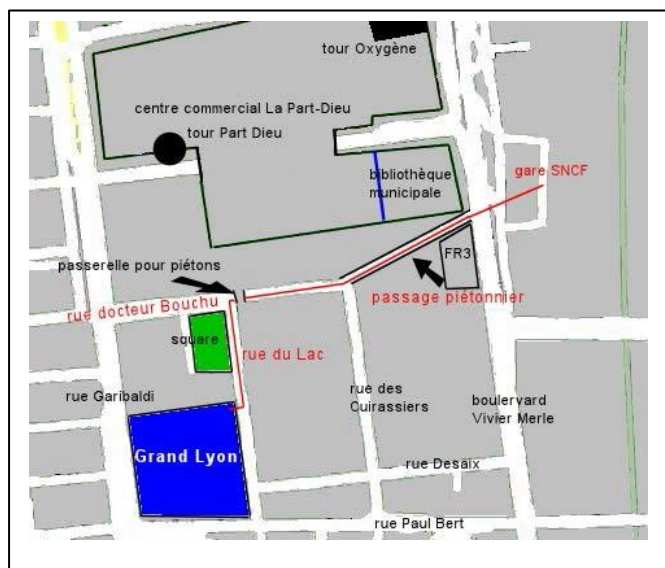 tour Oxygène
centre commercial La Part-Dieu
tour Part Dieu
bibliothèque
municipale
gare SNCF
FR3
passerelle pour piétons
passage piétonnier
rue docteur Bouchu
square
rue du Lac
rue Garibaldi
rue des
Cuirassiers
boulevard
Vivier Merle
Grand Lyon
rue Desaix
rue Paul Bert